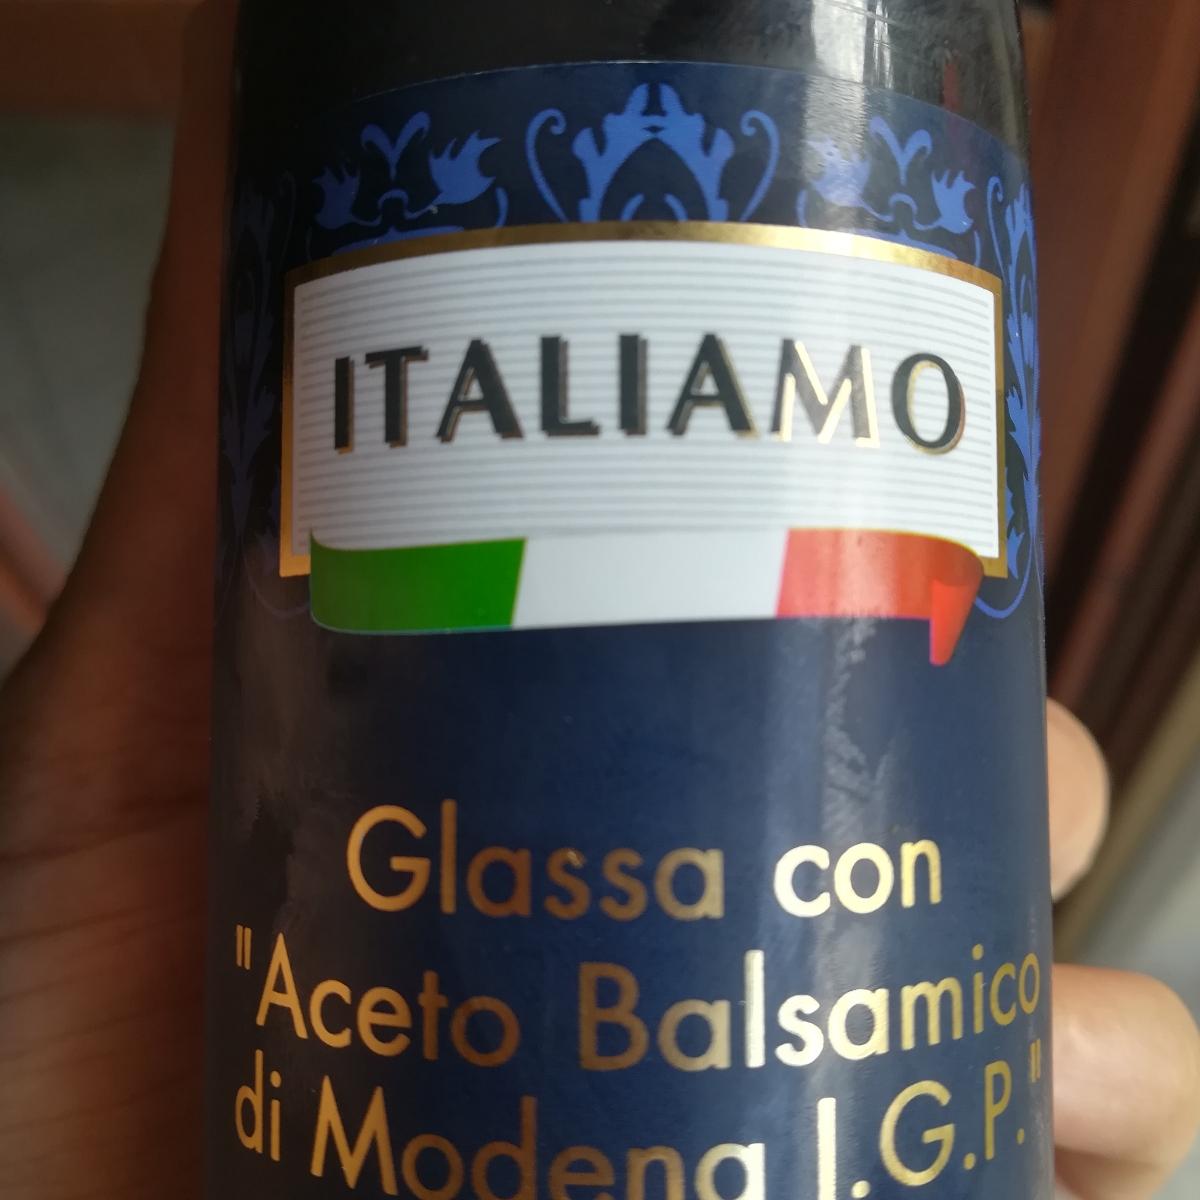 ITALIAMO
Glassa con
"Aceto Balsamico
di Modena I.G.P."